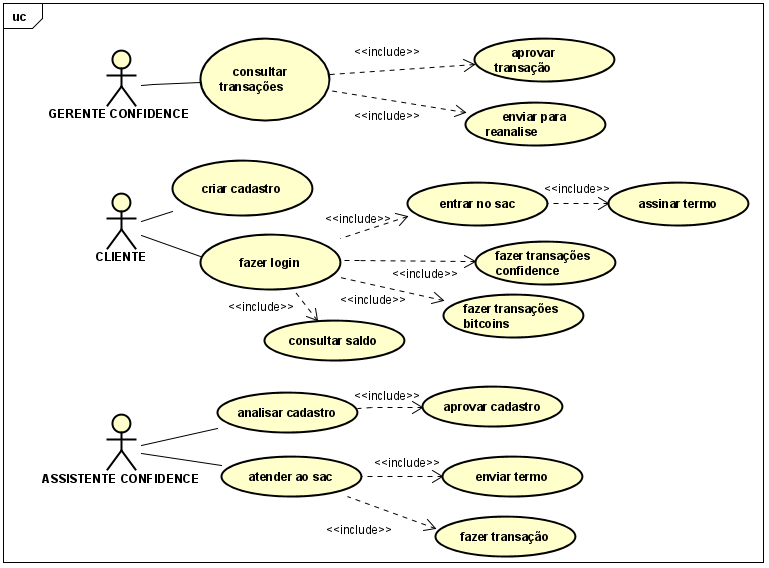 uc
<<include>>
aprovar
transação
consultar
transações
<<include>>
enviar para
reanalise
GERENTE CONFIDENCE
criar cadastro
<<include>>
entrar no sac
<<include>>
assinar termo
CLIENTE
fazer login
fazer transações
confidence
<<include>>
<<include>>
<<include>>
fazer transações
bitcoins
consultar saldo
<<include>>
analisar cadastro
aprovar cadastro
ASSISTENTE CONFIDENCE
atender ao sac
<<include>>
enviar termo
<<include>>
fazer transação